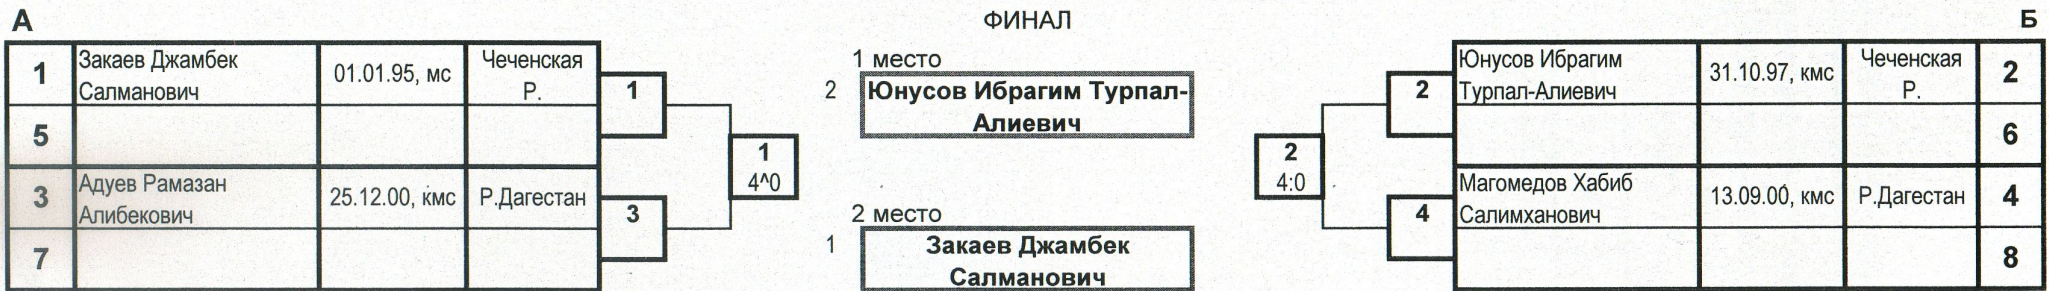 А
ФИНАЛ
Б
1
Закаев Джамбек
Салманович
01.01.95, мс
Чеченская
Р.
5
3
Адуев Рамазан
Алибекович
25.12.00, кмс
Р.Дагестан
7
1
3
1
4^0
1 место
2
Юнусов Ибрагим Турпал-
Алиевич
2 место
1
Закаев Джамбек
Салманович
2
4:0
2
4
Юнусов Ибрагим
Турпал-Алиевич
31.10.97, кмс
Чеченская
Р.
2
6
Магомедов Хабиб
Салимханович
13.09.00, кмс
Р.Дагестан
4
8